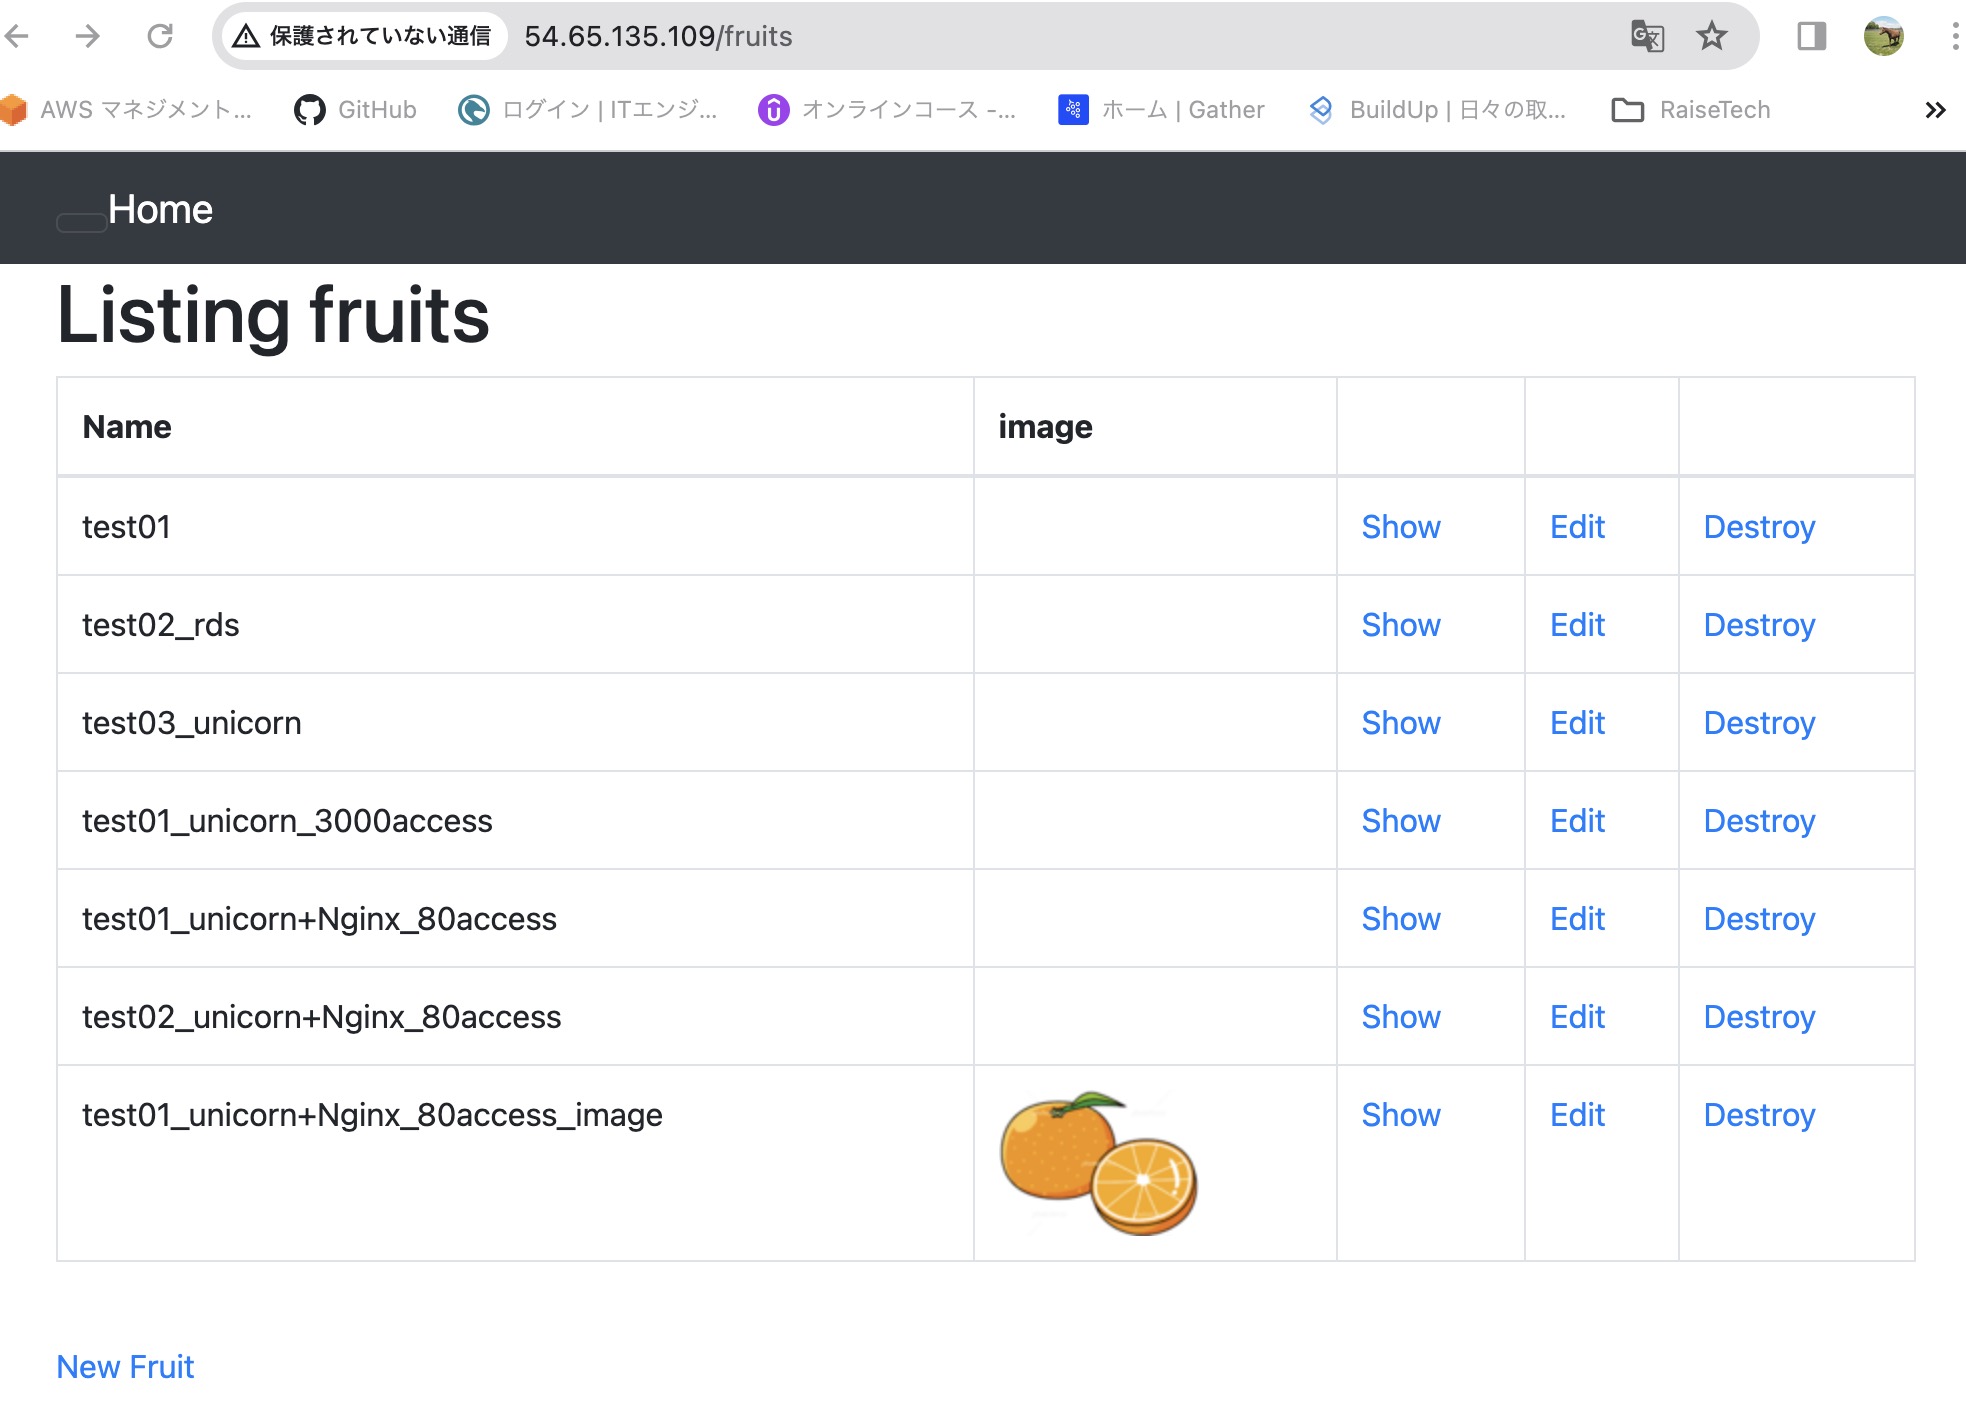 保護されていない通信 54.65.135.109/fruits
AWS マネジメント... GitHub ログイン | ITエンジ... オンラインコース -... ホーム | Gather BuildUp | 日々の取... RaiseTech
Home
Listing fruits
Name image
test01 Show Edit Destroy
test02_rds Show Edit Destroy
test03_unicorn Show Edit Destroy
test01_unicorn_3000access Show Edit Destroy
test01_unicorn+Nginx_80access Show Edit Destroy
test02_unicorn+Nginx_80access Show Edit Destroy
test01_unicorn+Nginx_80access_image Show Edit Destroy
New Fruit